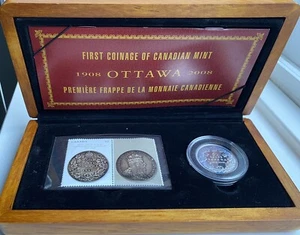 FIRST COINAGE OF CANADIAN MINT
1908 OTTAWA 2008
PREMIÈRE FRAPPE DE LA MONNAIE CANADIENNE